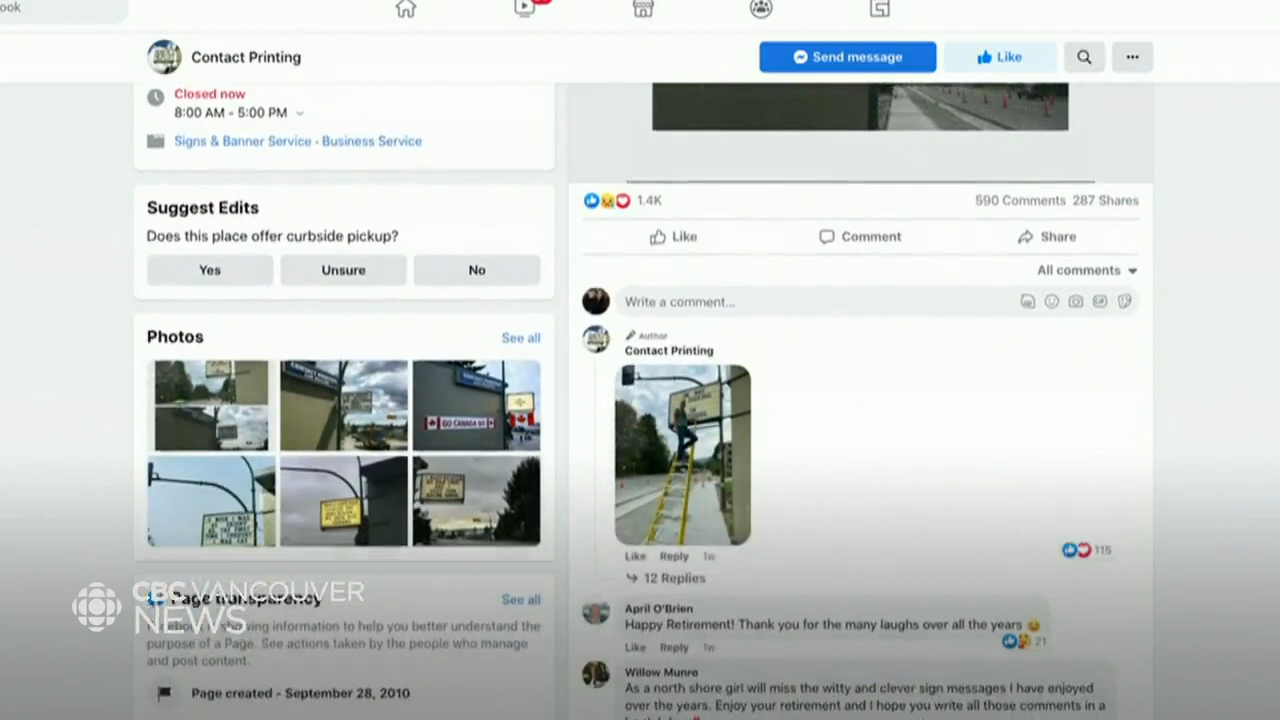 ook
Contact Printing
Send message
Like
Closed now
8:00 AM - 5:00 PM
Signs & Banner Service · Business Service
Suggest Edits
Does this place offer curbside pickup?
Yes
Unsure
No
Photos
See all
CONTACT PRINTING
GO CANADA GO
Page transparency
See all
Facebook is showing information to help you better understand the
purpose of a Page. See actions taken by the people who manage
and post content.
Page created - September 28, 2010
1.4K
590 Comments 287 Shares
Like
Comment
Share
All comments
Write a comment...
Author
Contact Printing
Like Reply 1w
115
12 Replies
April O'Brien
Happy Retirement! Thank you for the many laughs over all the years
21
Like Reply 1w
Willow Munro
As a north shore girl will miss the witty and clever sign messages I have enjoyed
over the years. Enjoy your retirement and I hope you write all those comments in a
CBC VANCOUVER
NEWS